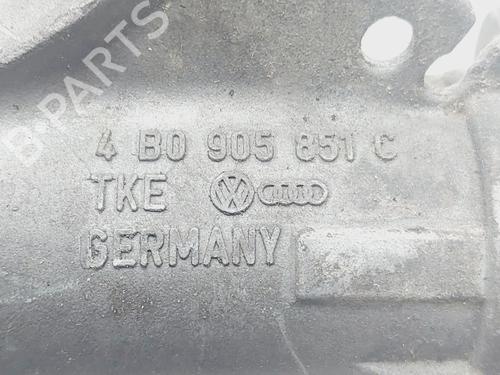 B-PARTS
4 B0 905 851 C
TKE
GERMANY